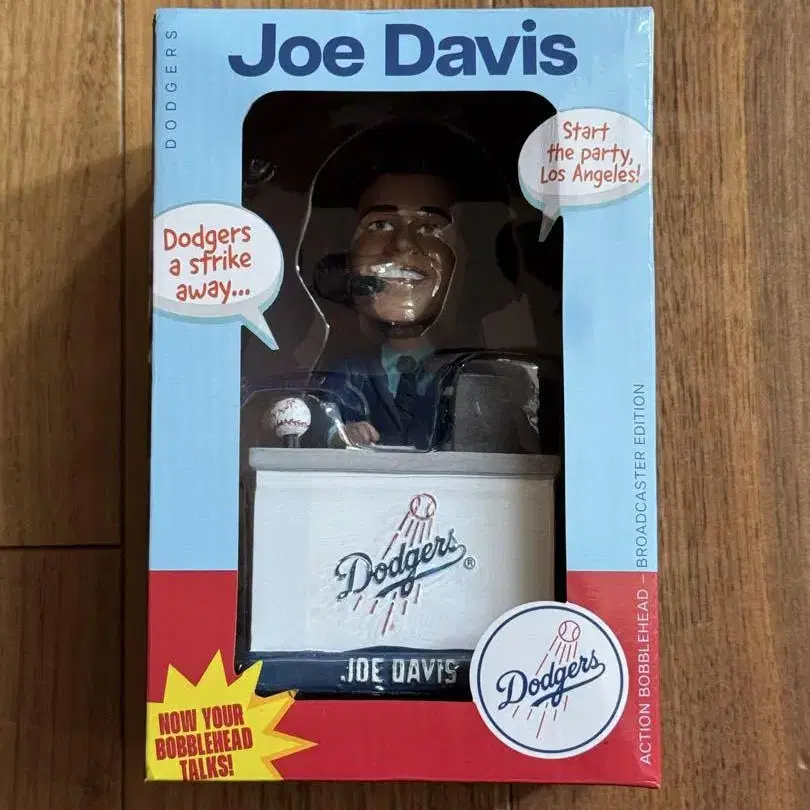 DODGERS
Joe Davis
Start
the party,
Los Angeles!
Dodgers
a strike
away...
Dodgers®
JOE DAVIS
ACTION BOBBLEHEAD – BROADCASTER EDITION
Dodgers
NOW YOUR
BOBBLEHEAD
TALKS!